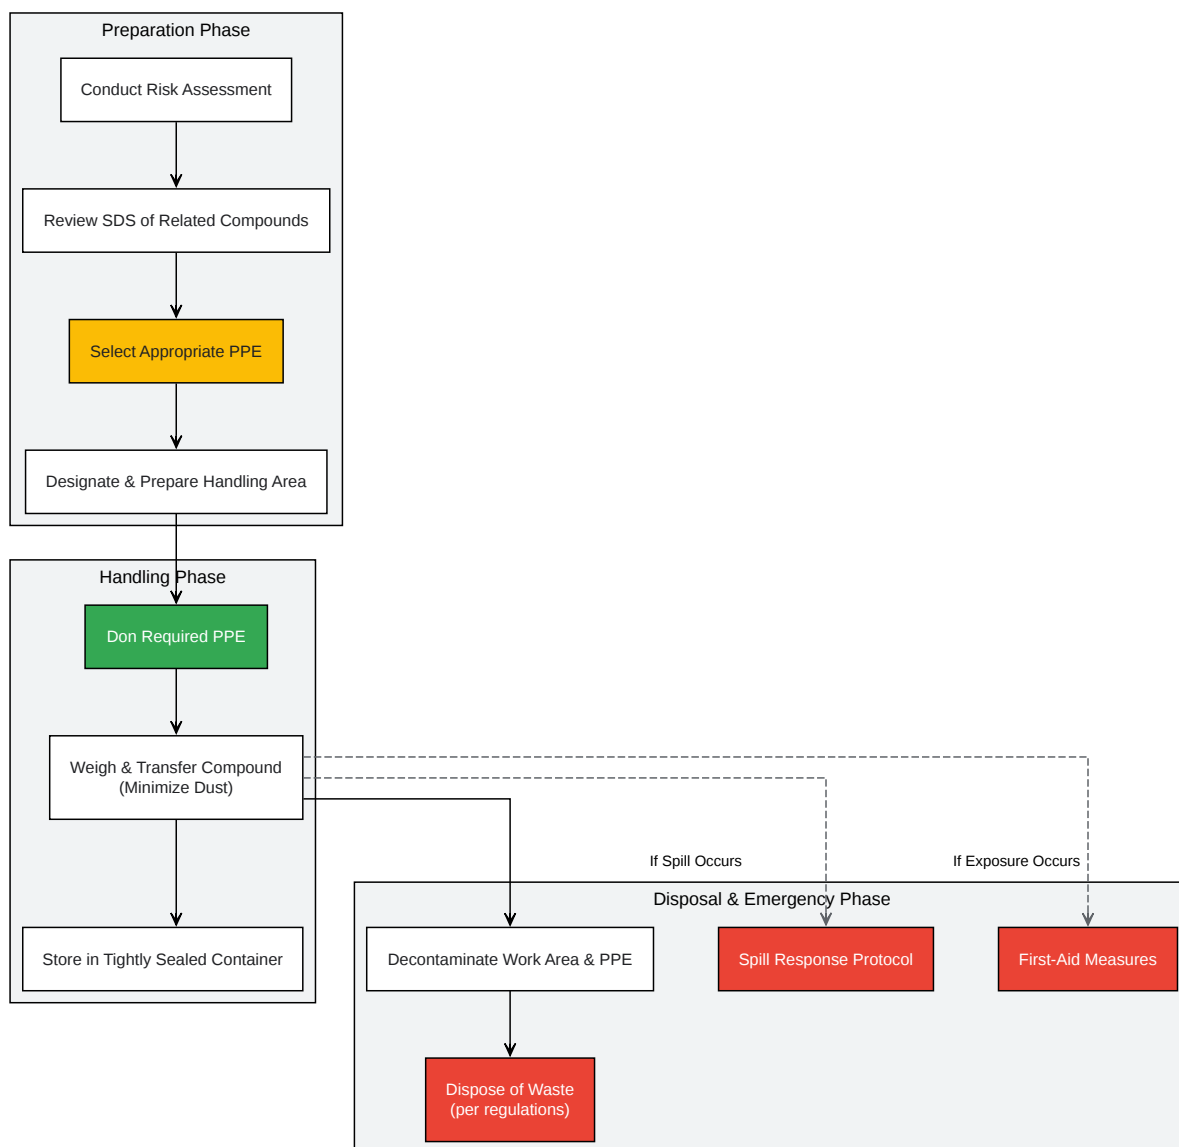 Preparation Phase
Conduct Risk Assessment
Review SDS of Related Compounds
Select Appropriate PPE
Designate & Prepare Handling Area
Handling Phase
Don Required PPE
Weigh & Transfer Compound
(Minimize Dust)
Store in Tightly Sealed Container
If Spill Occurs
If Exposure Occurs
Disposal & Emergency Phase
Decontaminate Work Area & PPE
Spill Response Protocol
First-Aid Measures
Dispose of Waste
(per regulations)